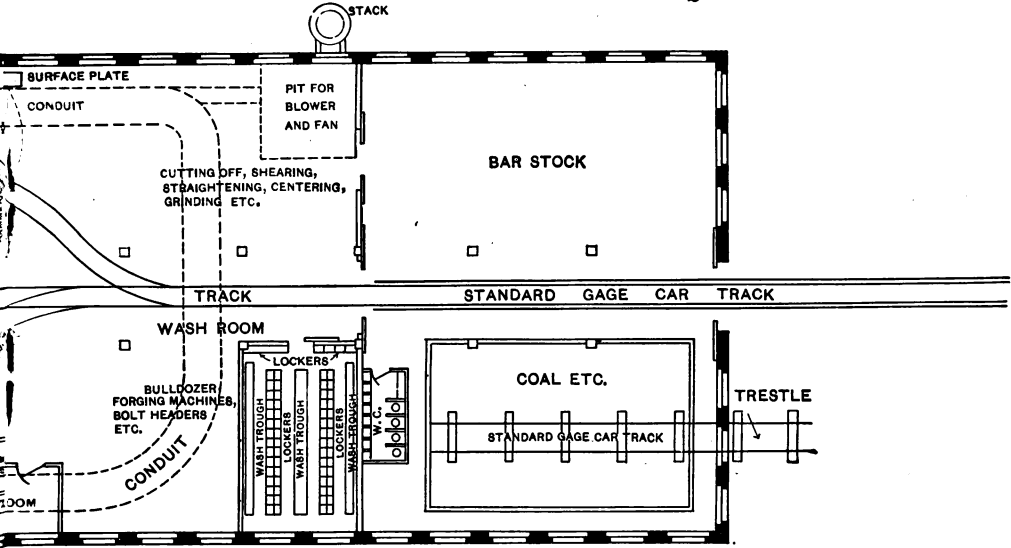 STACK
SURFACE PLATE
CONDUIT
PIT FOR
BLOWER
AND FAN
BAR STOCK
CUTTING OFF, SHEARING,
STRAIGHTENING, CENTERING,
GRINDING ETC.
TRACK
STANDARD GAGE CAR TRACK
WASH ROOM
LOCKERS
COAL ETC.
BULLDOZER
FORGING MACHINES,
BOLT HEADERS
ETC.
TRESTLE
WASH TROUGH
LOCKERS
WASH TROUGH
LOCKERS
WASH TROUGH
W.C.
STANDARD GAGE CAR TRACK
CONDUIT
OOM